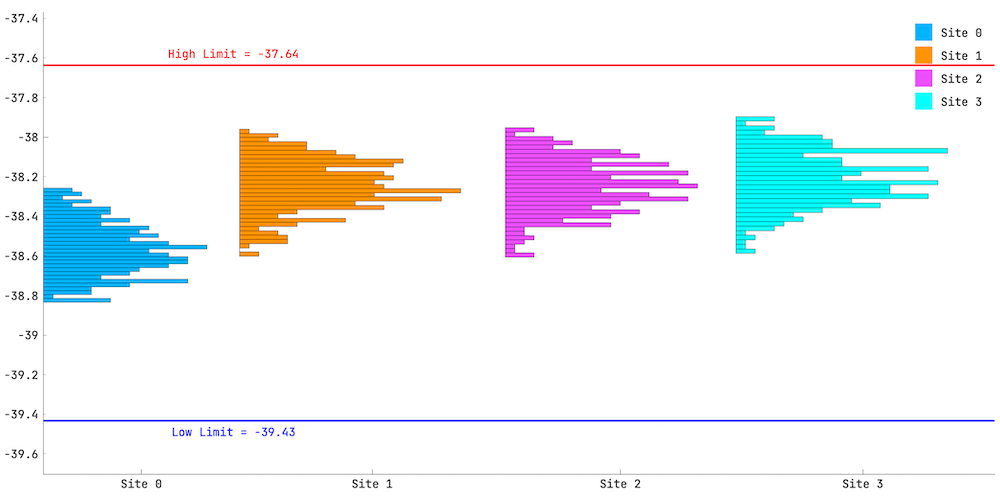 -37.4
-37.6
-37.8
-38
-38.2
-38.4
-38.6
-38.8
-39
-39.2
-39.4
-39.6
High Limit = -37.64
Low Limit = -39.43
Site 0
Site 1
Site 2
Site 3
Site 0
Site 1
Site 2
Site 3